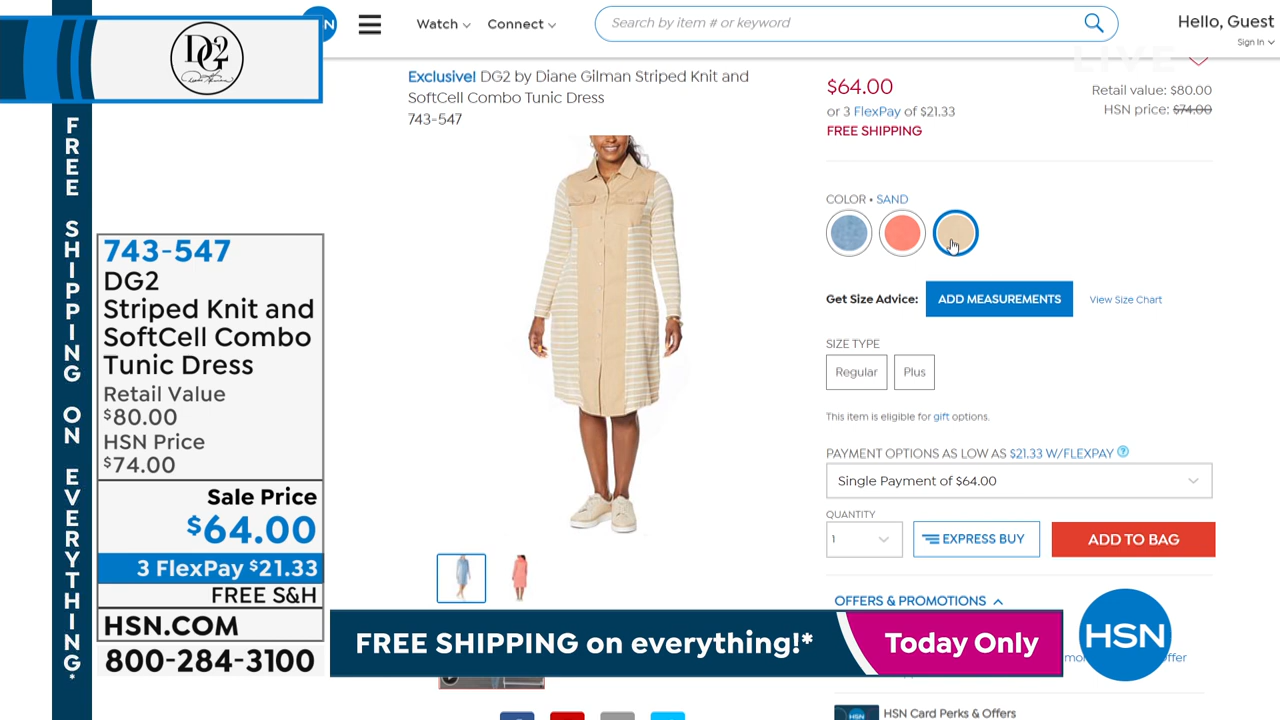 DG2
FREE SHIPPING ON EVERYTHING.*
743-547
DG2
Striped Knit and
SoftCell Combo
Tunic Dress
Retail Value
$80.00
HSN Price
$74.00
Sale Price
$64.00
3 FlexPay $21.33
FREE S&H
HSN.COM
800-284-3100
SN
Watch
Connect
Search by item # or keyword
Hello, Guest
Sign In
LIVE
Exclusive! DG2 by Diane Gilman Striped Knit and
SoftCell Combo Tunic Dress
743-547
$64.00
Retail value: $80.00
or 3 FlexPay of $21.33
HSN price: $74.00
FREE SHIPPING
COLOR • SAND
Get Size Advice:
ADD MEASUREMENTS
View Size Chart
SIZE TYPE
Regular
Plus
This item is eligible for gift options.
PAYMENT OPTIONS AS LOW AS $21.33 W/FLEXPAY ?
Single Payment of $64.00
QUANTITY
1
EXPRESS BUY
ADD TO BAG
OFFERS & PROMOTIONS
FREE SHIPPING on everything!*
Today Only
HSN
HSN
HSN Card Perks & Offers